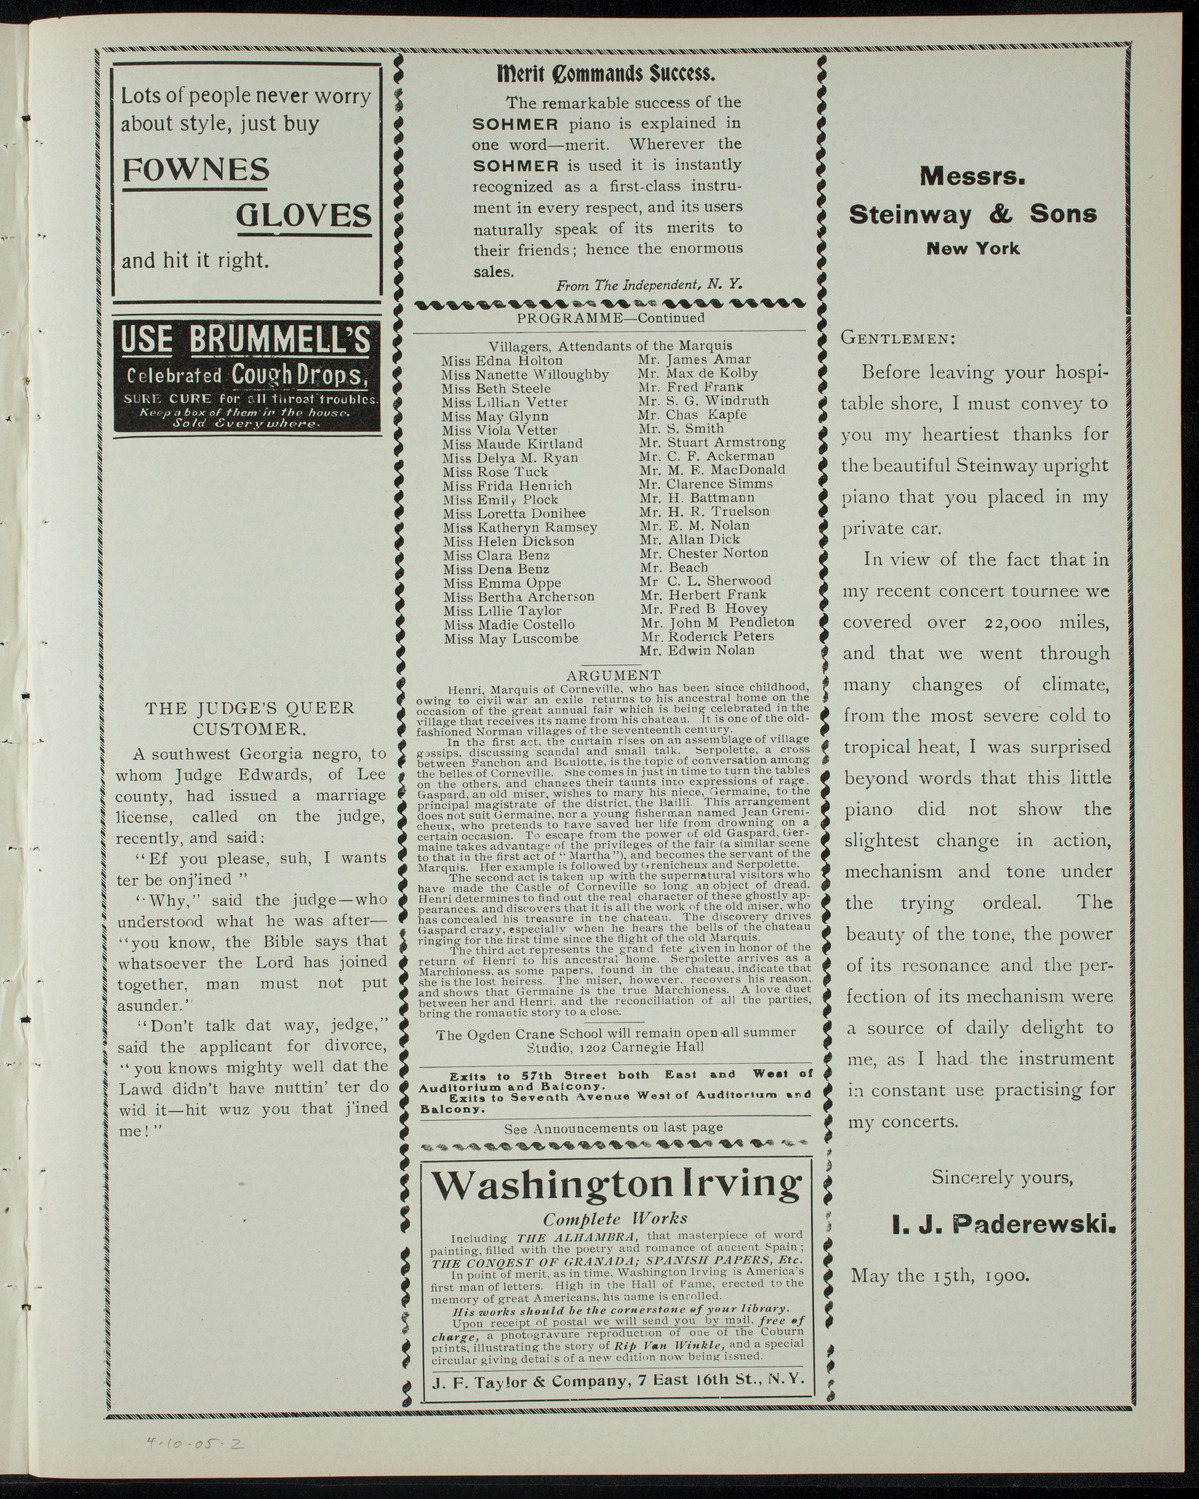 Lots of people never worry
about style, just buy
FOWNES
GLOVES
and hit it right.
USE BRUMMELL'S
Celebrated Cough Drops,
SURE CURE for all throat troubles.
Keep a box of them in the house.
Sold Everywhere.
THE JUDGE'S QUEER
CUSTOMER.
A southwest Georgia negro, to
whom Judge Edwards, of Lee
county, had issued a marriage
license, called on the judge,
recently, and said:
"Ef you please, suh, I wants
ter be onj'ined "
"Why," said the judge—who
understood what he was after—
"you know, the Bible says that
whatsoever the Lord has joined
together, man must not put
asunder."
"Don't talk dat way, jedge,"
said the applicant for divorce,
"you knows mighty well dat the
Lawd didn't have nuttin' ter do
wid it—hit wuz you that j'ined
me!"
Merit Commands Success.
The remarkable success of the
SOHMER piano is explained in
one word—merit. Wherever the
SOHMER is used it is instantly
recognized as a first-class instru-
ment in every respect, and its users
naturally speak of its merits to
their friends; hence the enormous
sales.
From The Independent, N. Y.
PROGRAMME—Continued
Villagers, Attendants of the Marquis
Miss Edna Holton
Miss Nanette Willoughby
Miss Beth Steele
Miss Lillian Vetter
Miss May Glynn
Miss Viola Vetter
Miss Maude Kirtland
Miss Delya M. Ryan
Miss Rose Tuck
Miss Frida Henrich
Miss Emily Plock
Miss Loretta Donihee
Miss Katheryn Ramsey
Miss Helen Dickson
Miss Clara Benz
Miss Dena Benz
Miss Emma Oppe
Miss Bertha Archerson
Miss Lillie Taylor
Miss Madie Costello
Miss May Luscombe
Mr. James Amar
Mr. Max de Kolby
Mr. Fred Frank
Mr. S. G. Windruth
Mr. Chas Kapfe
Mr. S. Smith
Mr. Stuart Armstrong
Mr. C. F. Ackerman
Mr. M. E. MacDonald
Mr. Clarence Simms
Mr. H. Battmann
Mr. H. R. Truelson
Mr. E. M. Nolan
Mr. Allan Dick
Mr. Chester Norton
Mr. Beach
Mr C. L. Sherwood
Mr. Herbert Frank
Mr. Fred B Hovey
Mr. John M Pendleton
Mr. Roderick Peters
Mr. Edwin Nolan
ARGUMENT
Henri, Marquis of Corneville, who has been since childhood,
owing to civil war an exile returns to his ancestral home on the
occasion of the great annual fair which is being celebrated in the
village that receives its name from his chateau. It is one of the old-
fashioned Norman villages of the seventeenth century.
In the first act, the curtain rises on an assemblage of village
gossips, discussing scandal and small talk. Serpolette, a cross
between Fanchon and Boulotte, is the topic of conversation among
the belles of Corneville. She comes in just in time to turn the tables
on the others, and changes their taunts into expressions of rage.
Gaspard, an old miser, wishes to mary his niece, Germaine, to the
principal magistrate of the district, the Bailli. This arrangement
does not suit Germaine, nor a young fisherman named Jean Greni-
cheux, who pretends to have saved her life from drowning on a
certain occasion. To escape from the power of old Gaspard, Ger-
maine takes advantage of the privileges of the fair (a similar scene
to that in the first act of "Martha"), and becomes the servant of the
Marquis. Her example is followed by Grenicheux and Serpolette.
The second act is taken up with the supernatural visitors who
have made the Castle of Corneville so long an object of dread.
Henri determines to find out the real character of these ghostly ap-
pearances, and discovers that it is all the work of the old miser, who
has concealed his treasure in the chateau. The discovery drives
Gaspard crazy, especially when he hears the bells of the chateau
ringing for the first time since the flight of the old Marquis.
The third act represents the grand fete given in honor of the
return of Henri to his ancestral home. Serpolette arrives as a
Marchioness, as some papers, found in the chateau, indicate that
she is the lost heiress. The miser, however, recovers his reason,
and shows that Germaine is the true Marchioness. A love duet
between her and Henri, and the reconciliation of all the parties,
bring the romantic story to a close.
The Ogden Crane School will remain open all summer
Studio, 1202 Carnegie Hall
Exits to 57th Street both East and West of
Auditorium and Balcony.
Exits to Seventh Avenue West of Auditorium and
Balcony.
See Announcements on last page
Washington Irving
Complete Works
Including THE ALHAMBRA, that masterpiece of word
painting, filled with the poetry and romance of ancient Spain;
THE CONQEST OF GRANADA; SPANISH PAPERS, Etc.
In point of merit, as in time, Washington Irving is America's
first man of letters. High in the Hall of Fame, erected to the
memory of great Americans, his name is enrolled.
His works should be the cornerstone of your library.
Upon receipt of postal we will send you by mail, free of
charge, a photogravure reproduction of one of the Coburn
prints, illustrating the story of Rip Van Winkle, and a special
circular giving details of a new edition now being issued.
J. F. Taylor & Company, 7 East 16th St., N. Y.
Messrs.
Steinway & Sons
New York
GENTLEMEN:
Before leaving your hospi-
table shore, I must convey to
you my heartiest thanks for
the beautiful Steinway upright
piano that you placed in my
private car.
In view of the fact that in
my recent concert tournee we
covered over 22,000 miles,
and that we went through
many changes of climate,
from the most severe cold to
tropical heat, I was surprised
beyond words that this little
piano did not show the
slightest change in action,
mechanism and tone under
the trying ordeal. The
beauty of the tone, the power
of its resonance and the per-
fection of its mechanism were
a source of daily delight to
me, as I had the instrument
in constant use practising for
my concerts.
Sincerely yours,
I. J. Paderewski.
May the 15th, 1900.
4·10·05·2